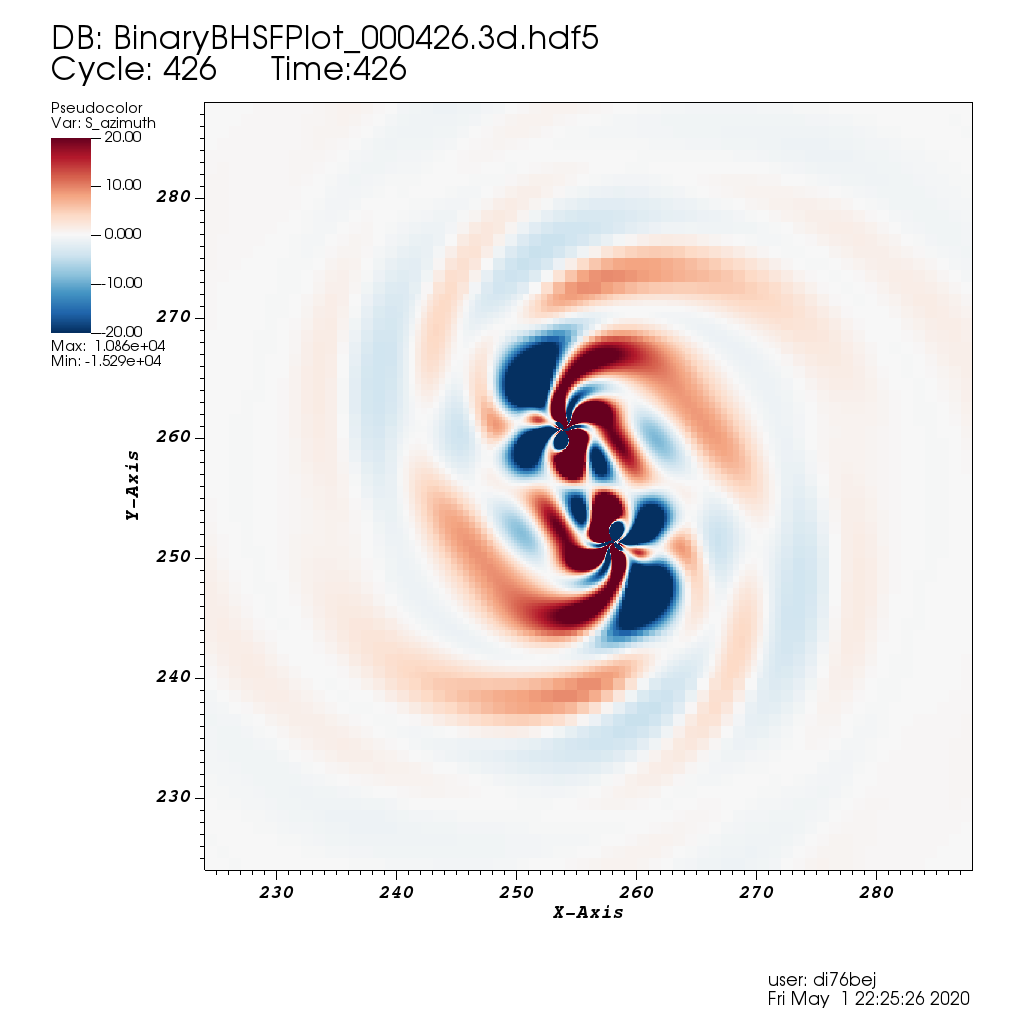 DB: BinaryBHSFPlot_000426.3d.hdf5
Cycle: 426 Time:426
Pseudocolor
Var: S_azimuth
20.00
10.00
0.000
-10.00
-20.00
Max: 1.086e+04
Min: -1.529e+04
280
270
260
250
240
230
Y-Axis
230 240 250 260 270 280
X-Axis
user: di76bej
Fri May 1 22:25:26 2020